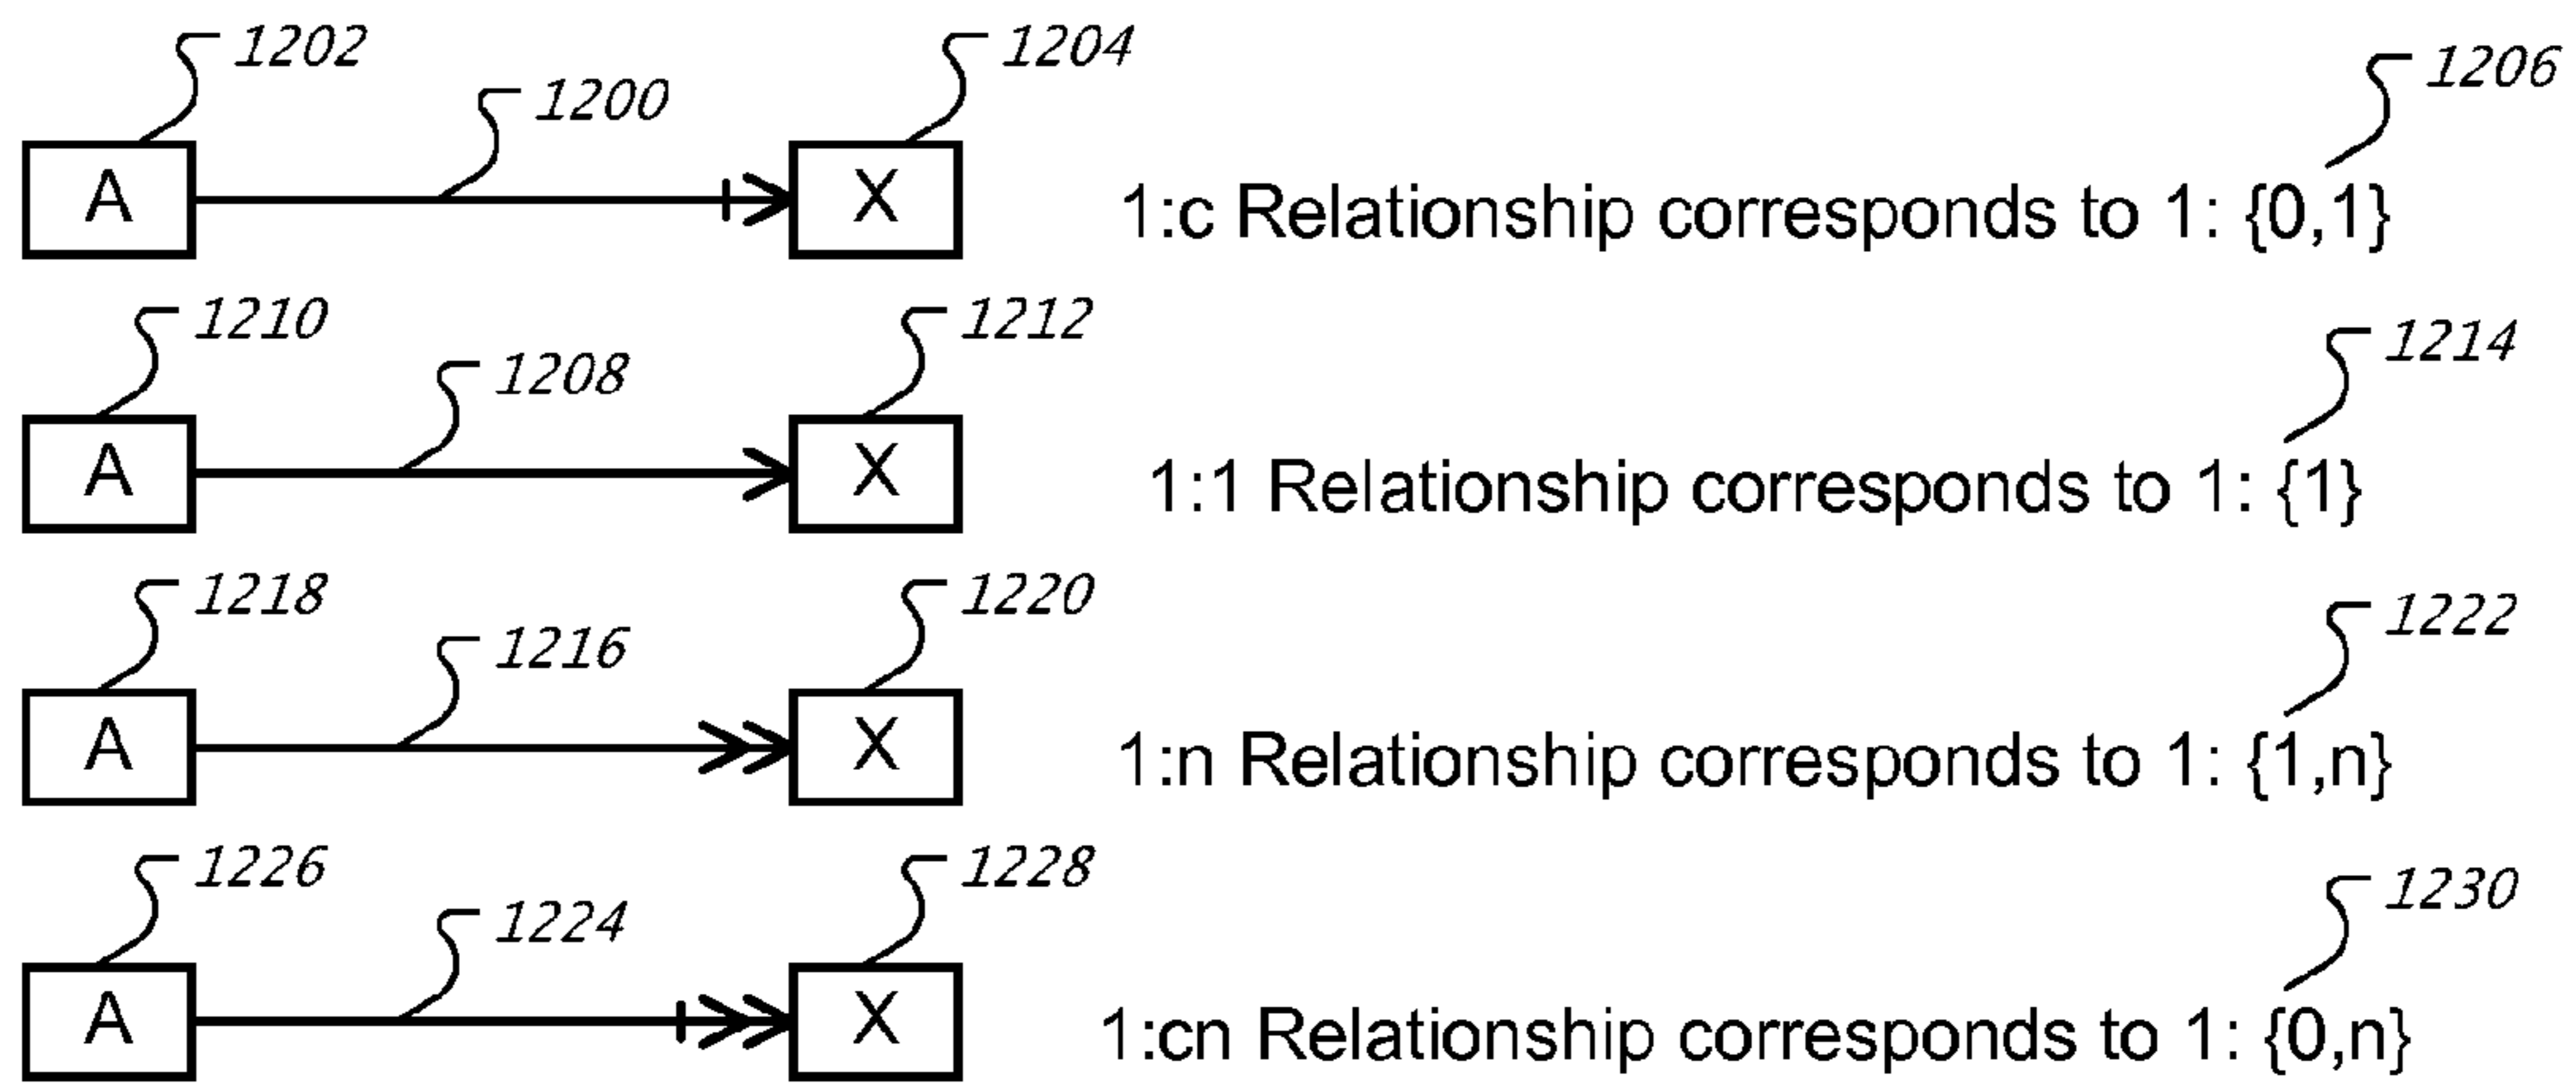 1202
1200
1204
1206
A
X
1:c Relationship corresponds to 1: {0,1}
1210
1208
1212
1214
A
X
1:1 Relationship corresponds to 1: {1}
1218
1216
1220
1222
A
X
1:n Relationship corresponds to 1: {1,n}
1226
1224
1228
1230
A
X
1:cn Relationship corresponds to 1: {0,n}